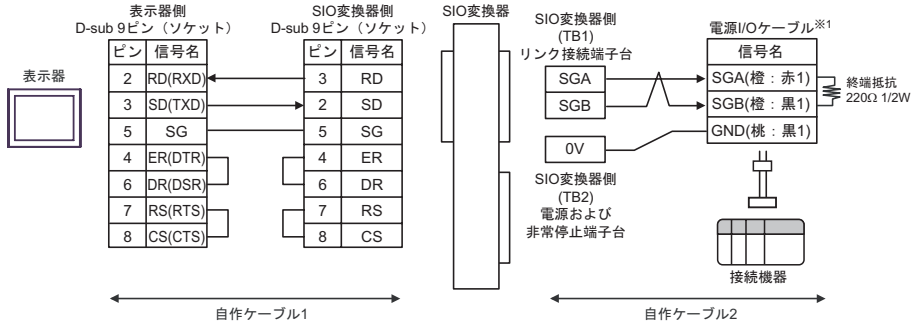 表示器
表示器側
D-sub 9ピン（ソケット）
ピン 信号名
2 RD(RXD)
3 SD(TXD)
5 SG
4 ER(DTR)
6 DR(DSR)
7 RS(RTS)
8 CS(CTS)
SIO変換器側
D-sub 9ピン（ソケット）
ピン 信号名
3 RD
2 SD
5 SG
4 ER
6 DR
7 RS
8 CS
自作ケーブル1
SIO変換器
SIO変換器側
(TB1)
リンク接続端子台
SGA
SGB
0V
SIO変換器側
(TB2)
電源および
非常停止端子台
電源I/Oケーブル※1
信号名
SGA(橙：赤1)
SGB(橙：黒1)
GND(桃：黒1)
終端抵抗
220Ω 1/2W
接続機器
自作ケーブル2